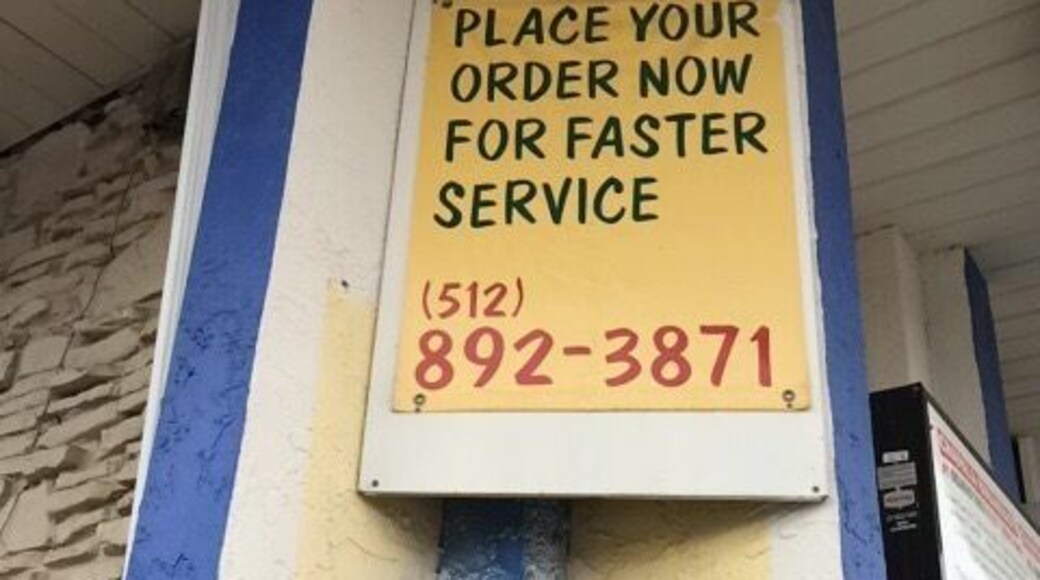 PLACE YOUR
ORDER NOW
FOR FASTER
SERVICE
(512)
892-3871